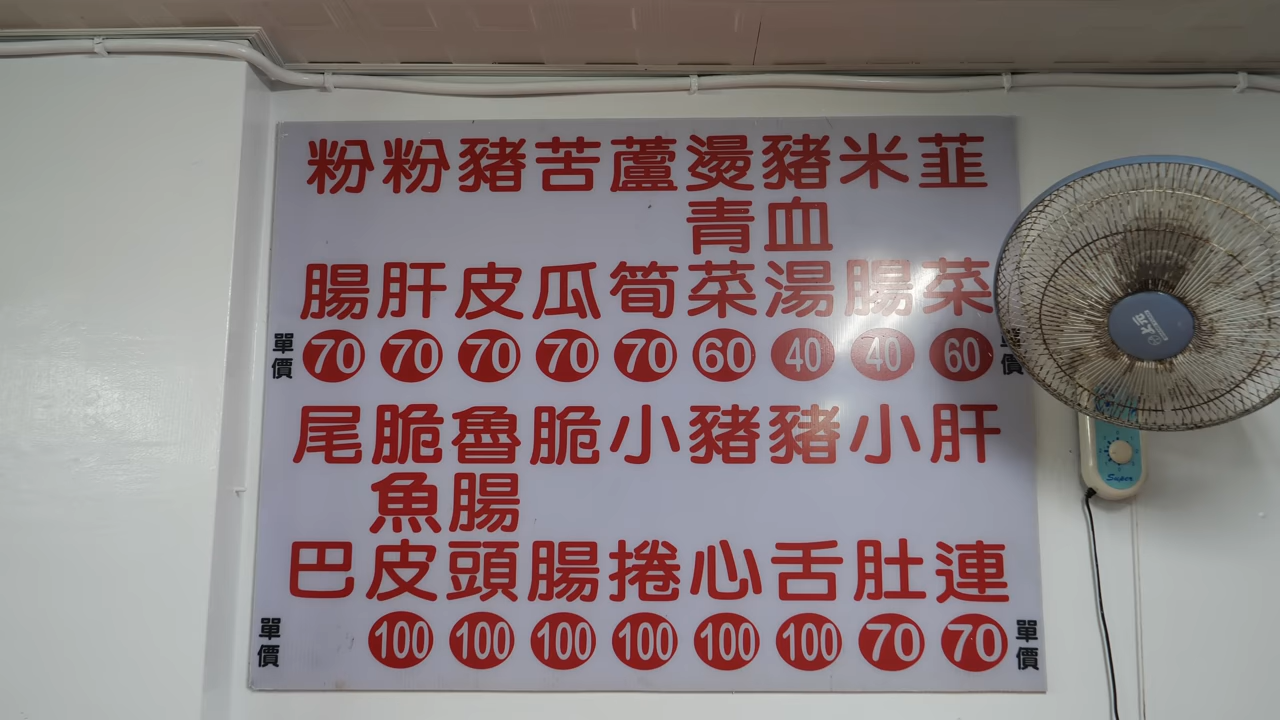 單價
韮菜 60
米腸 40
豬血湯 40
燙青菜 60
蘆筍 70
苦瓜 70
豬皮 70
粉肝 70
粉腸 70
單價
單價
肝連 70
小肚 70
豬舌 100
豬心 100
小捲 100
脆腸 100
魯腸頭 100
脆魚皮 100
尾巴
單價
Super